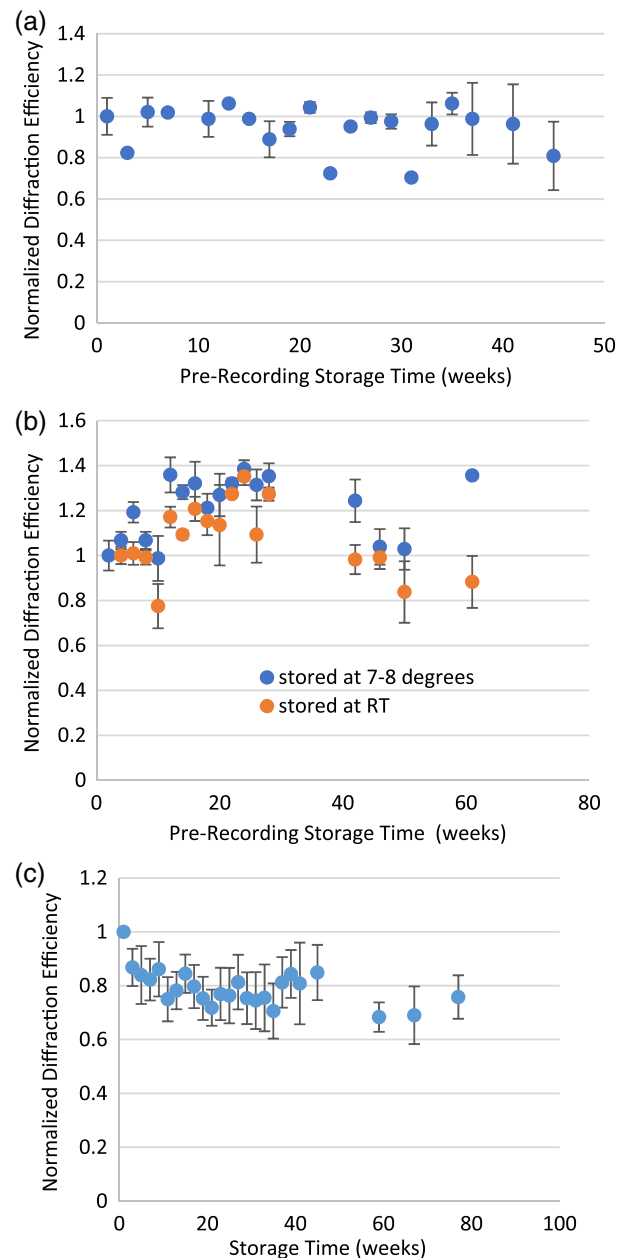 (a)
Normalized Diffraction Efficiency
1.4
1.2
1
0.8
0.6
0.4
0.2
0
0 10 20 30 40 50
Pre-Recording Storage Time (weeks)
(b)
Normalized Diffraction Efficiency
1.6
1.4
1.2
1
0.8
0.6
0.4
0.2
0
stored at 7-8 degrees
stored at RT
0 20 40 60 80
Pre-Recording Storage Time (weeks)
(c)
Normalized Diffraction Efficiency
1.2
1
0.8
0.6
0.4
0.2
0
0 20 40 60 80 100
Storage Time (weeks)